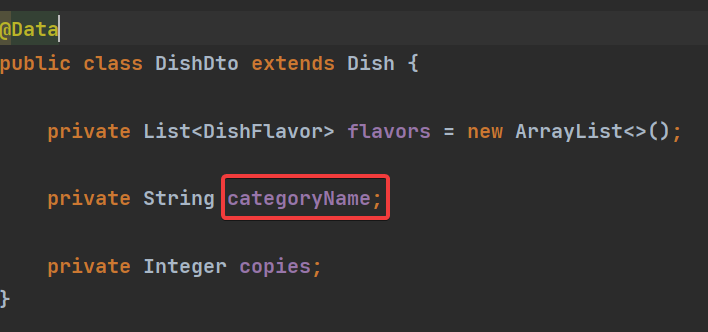 @Data
public class DishDto extends Dish {
private List<DishFlavor> flavors = new ArrayList<>();
private String categoryName;
private Integer copies;
}